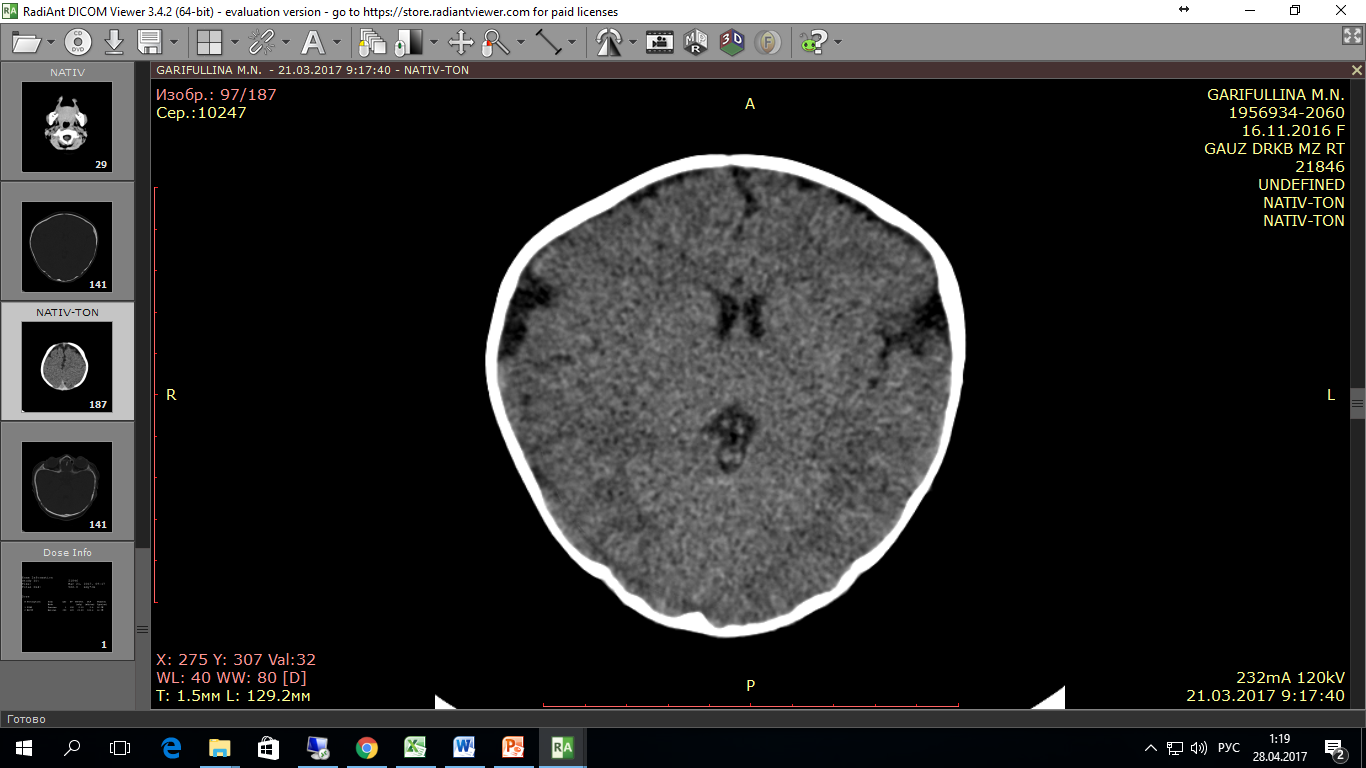 RadiAnt DICOM Viewer 3.4.2 (64-bit) - evaluation version - go to https://store.radiantviewer.com for paid licenses
NATIV
29
141
NATIV-TON
187
141
Dose Info
1
GARIFULLINA M.N. - 21.03.2017 9:17:40 - NATIV-TON
Изобр.: 97/187
Сер.:10247
A
GARIFULLINA M.N.
1956934-2060
16.11.2016 F
GAUZ DRKB MZ RT
21846
UNDEFINED
NATIV-TON
NATIV-TON
R
L
X: 275 Y: 307 Val:32
WL: 40 WW: 80 [D]
T: 1.5мм L: 129.2мм
P
232mA 120kV
21.03.2017 9:17:40
Готово
РУС
1:19
28.04.2017
2